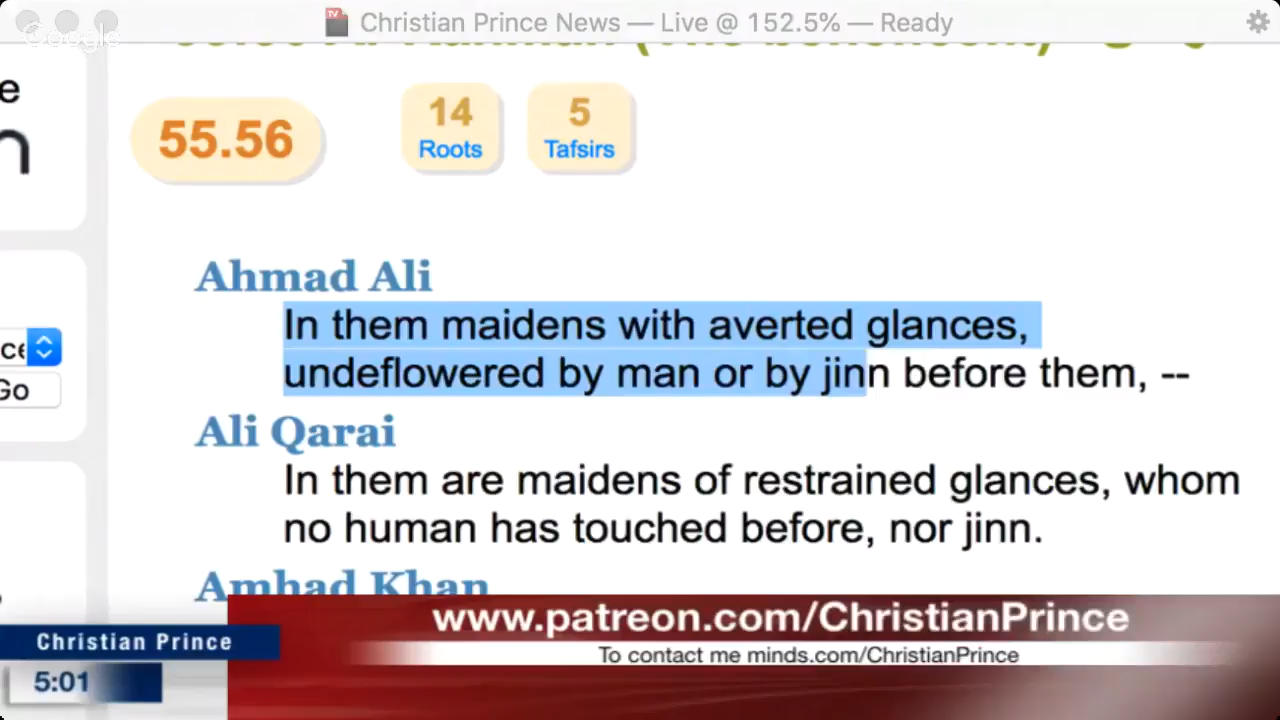 Christian Prince News — Live @ 152.5% — Ready
Google
55.56
14
Roots
5
Tafsirs
Go
Ahmad Ali
In them maidens with averted glances,
undeflowered by man or by jinn before them, --
Ali Qarai
In them are maidens of restrained glances, whom
no human has touched before, nor jinn.
Amhad Khan
www.patreon.com/ChristianPrince
Christian Prince
To contact me minds.com/ChristianPrince
5:01